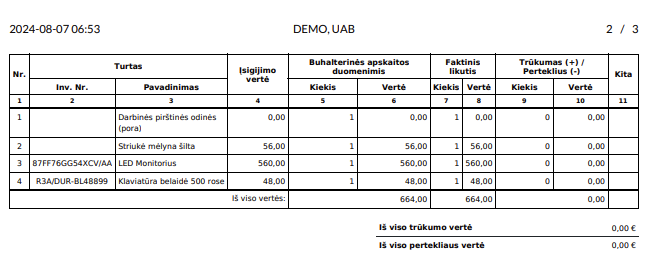 2024-08-07 06:53 DEMO, UAB 2 / 3
Nr. Turtas Įsigijimo vertė Buhalterinės apskaitos duomenimis Faktinis likutis Trūkumas (+) / Perteklius (-) Kita
Inv. Nr. Pavadinimas Kiekis Vertė Kiekis Vertė Kiekis Vertė
1 2 3 4 5 6 7 8 9 10 11
1 Darbinės pirštinės odinės (pora) 0,00 1 0,00 1 0,00 0 0,00
2 Striukė mėlyna šilta 56,00 1 56,00 1 56,00 0 0,00
3 87FF76GG54XCV/AA LED Monitorius 560,00 1 560,00 1 560,00 0 0,00
4 R3A/DUR-BL48899 Klaviatūra belaidė 500 rose 48,00 1 48,00 1 48,00 0 0,00
Iš viso vertės: 664,00 664,00 0,00
Iš viso trūkumo vertė 0,00 €
Iš viso pertekliaus vertė 0,00 €